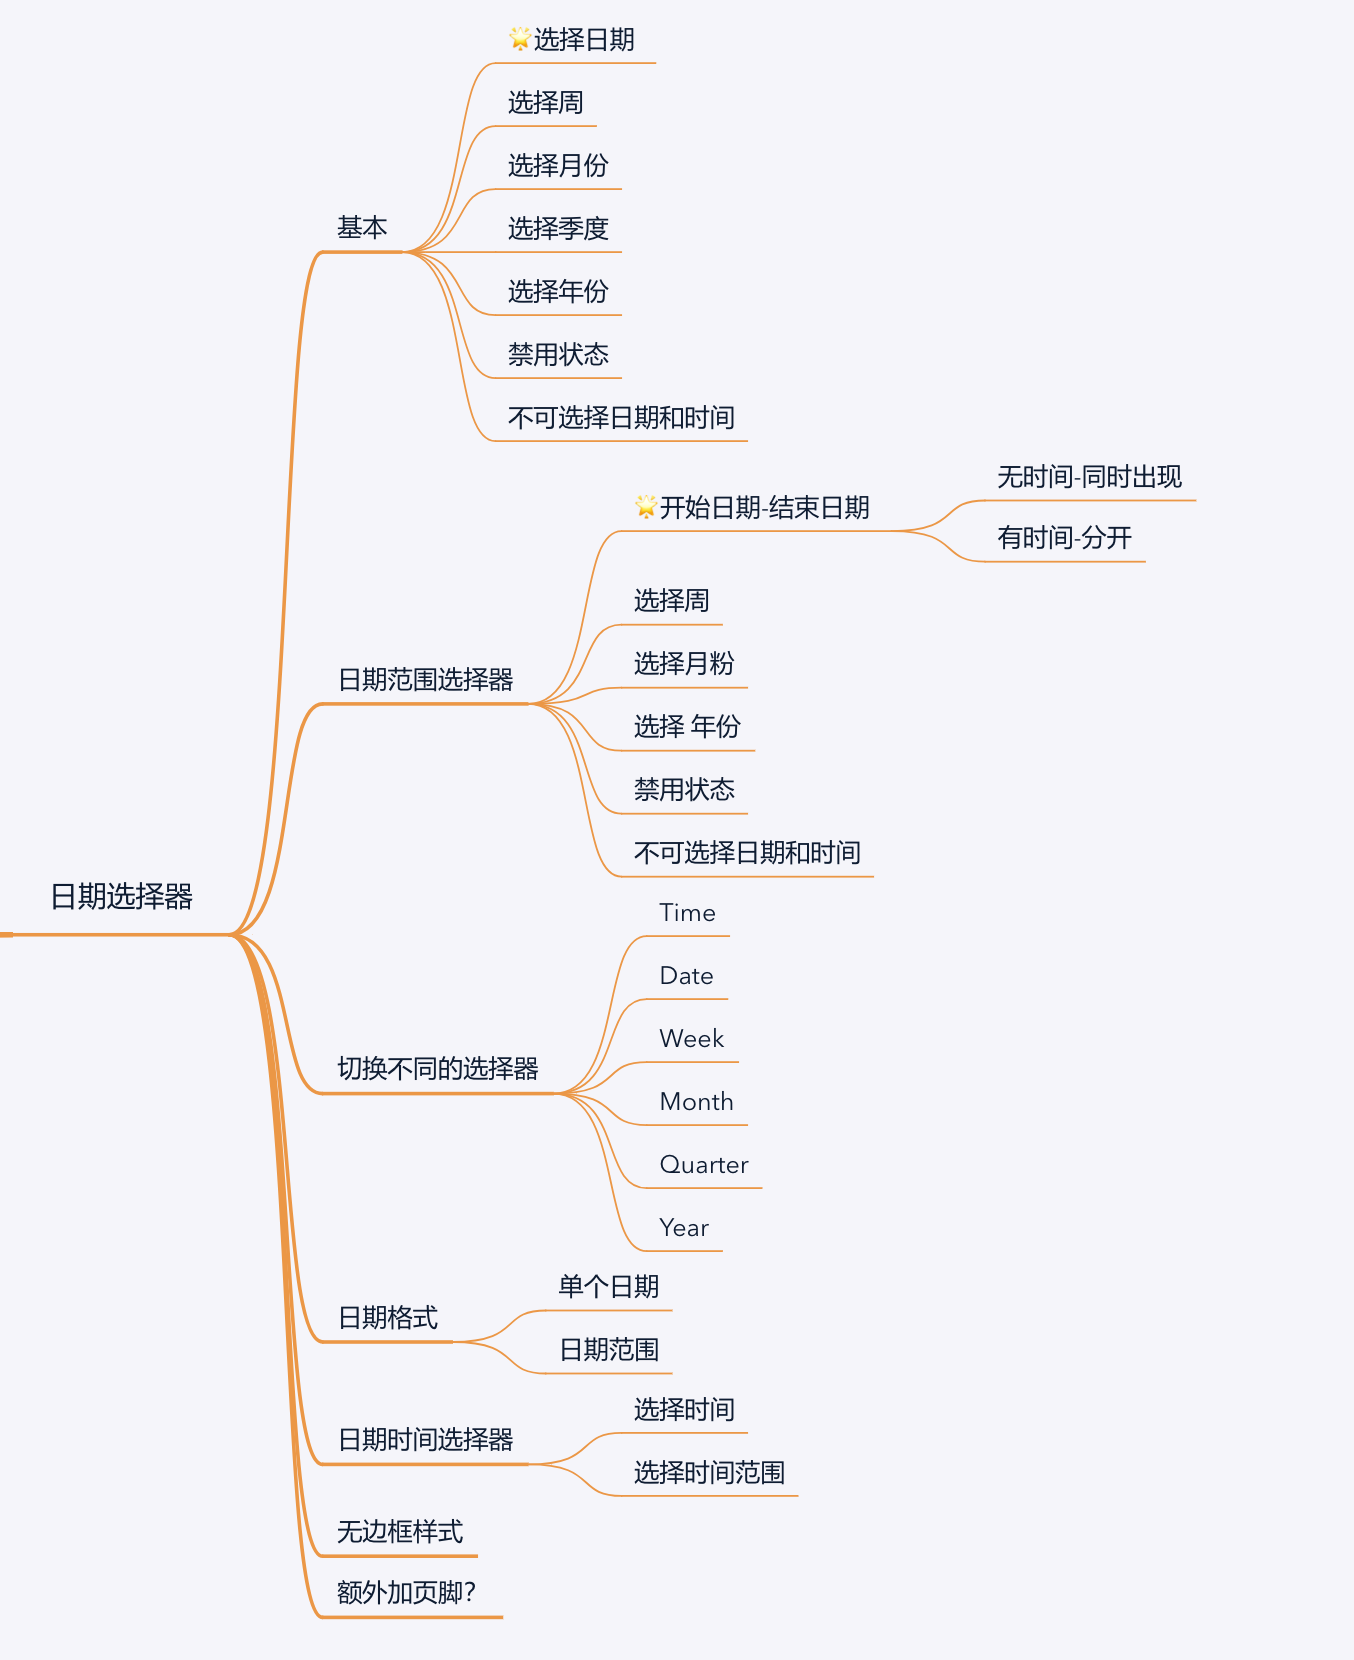 日期选择器
基本
🌟选择日期
选择周
选择月份
选择季度
选择年份
禁用状态
不可选择日期和时间
日期范围选择器
🌟开始日期-结束日期
无时间-同时出现
有时间-分开
选择周
选择月粉
选择 年份
禁用状态
不可选择日期和时间
切换不同的选择器
Time
Date
Week
Month
Quarter
Year
日期格式
单个日期
日期范围
日期时间选择器
选择时间
选择时间范围
无边框样式
额外加页脚?